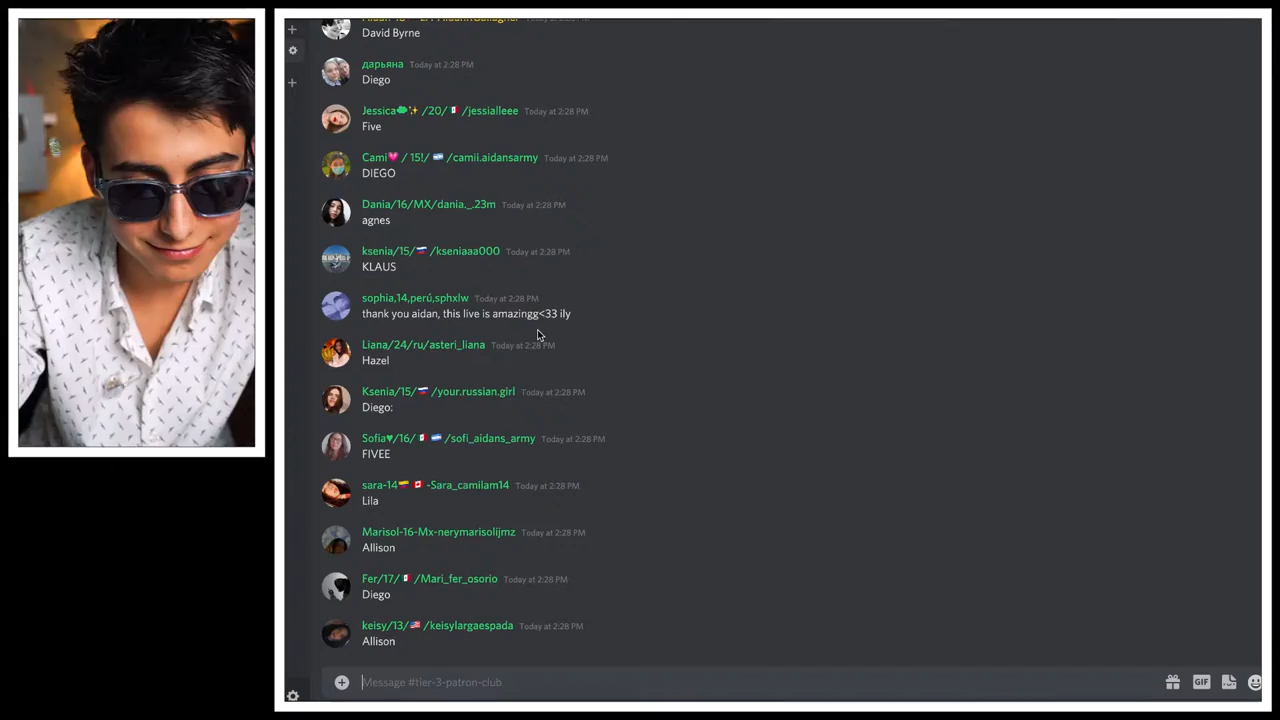 David Byrne
дарьяна Today at 2:28 PM
Diego
Jessica /20/ /jessialleee Today at 2:28 PM
Five
Cami💗 / 15!/ 🇦🇷 /camii.aidansarmy Today at 2:28 PM
DIEGO
Dania/16/MX/dania._.23m Today at 2:28 PM
agnes
ksenia/15/🇷🇺 /kseniaaa000 Today at 2:28 PM
KLAUS
sophia,14,perú,sphxlw Today at 2:28 PM
thank you aidan, this live is amazingg<33 ily
Liana/24/ru/asteri_liana Today at 2:28 PM
Hazel
Ksenia/15/🇷🇺 /your.russian.girl Today at 2:28 PM
Diego:
Sofia♥/16/ /sofi_aidans_army Today at 2:28 PM
FIVEE
sara-14 -Sara_camilam14 Today at 2:28 PM
Lila
Marisol-16-Mx-nerymarisolijmz Today at 2:28 PM
Allison
Fer/17/ /Mari_fer_osorio Today at 2:28 PM
Diego
keisy/13/🇺🇸 /keisylargaespada Today at 2:28 PM
Allison
Message #tier-3-patron-club
GIF